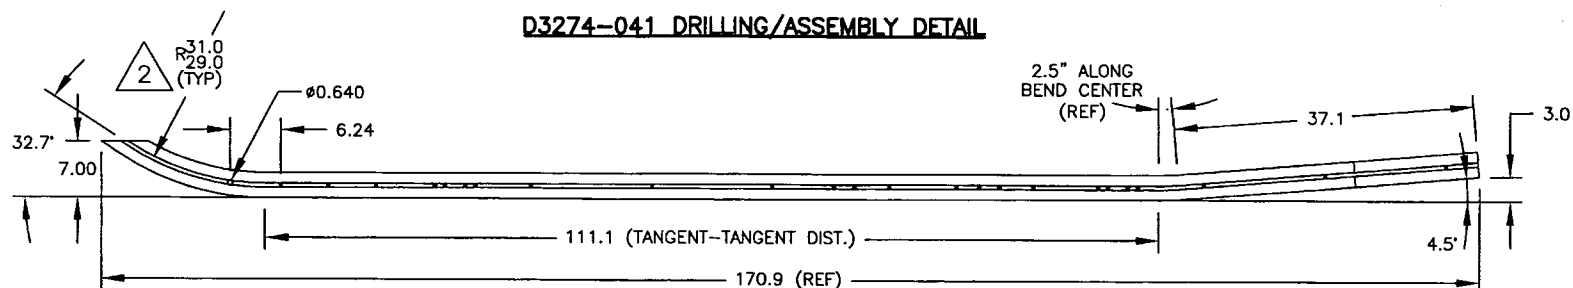 D3274-041 DRILLING/ASSEMBLY DETAIL
2
R31.0
29.0
(TYP)
ø0.640
6.24
2.5" ALONG
BEND CENTER
(REF)
37.1
3.0
32.7°
7.00
111.1 (TANGENT-TANGENT DIST.)
4.5°
170.9 (REF)